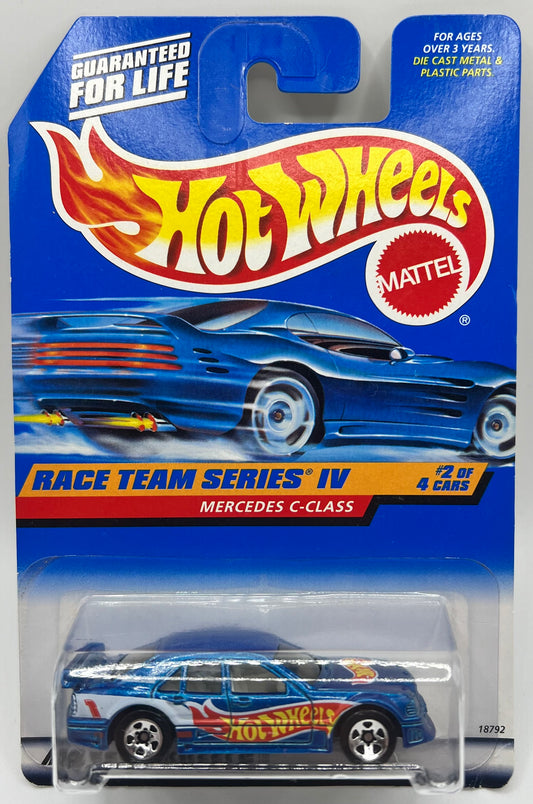 GUARANTEED
FOR LIFE
FOR AGES
OVER 3 YEARS.
DIE CAST METAL &
PLASTIC PARTS.
HOT WHEELS
MATTEL
®
RACE TEAM SERIES® IV
#2 OF
4 CARS
MERCEDES C-CLASS
1
HOT WHEELS
18792